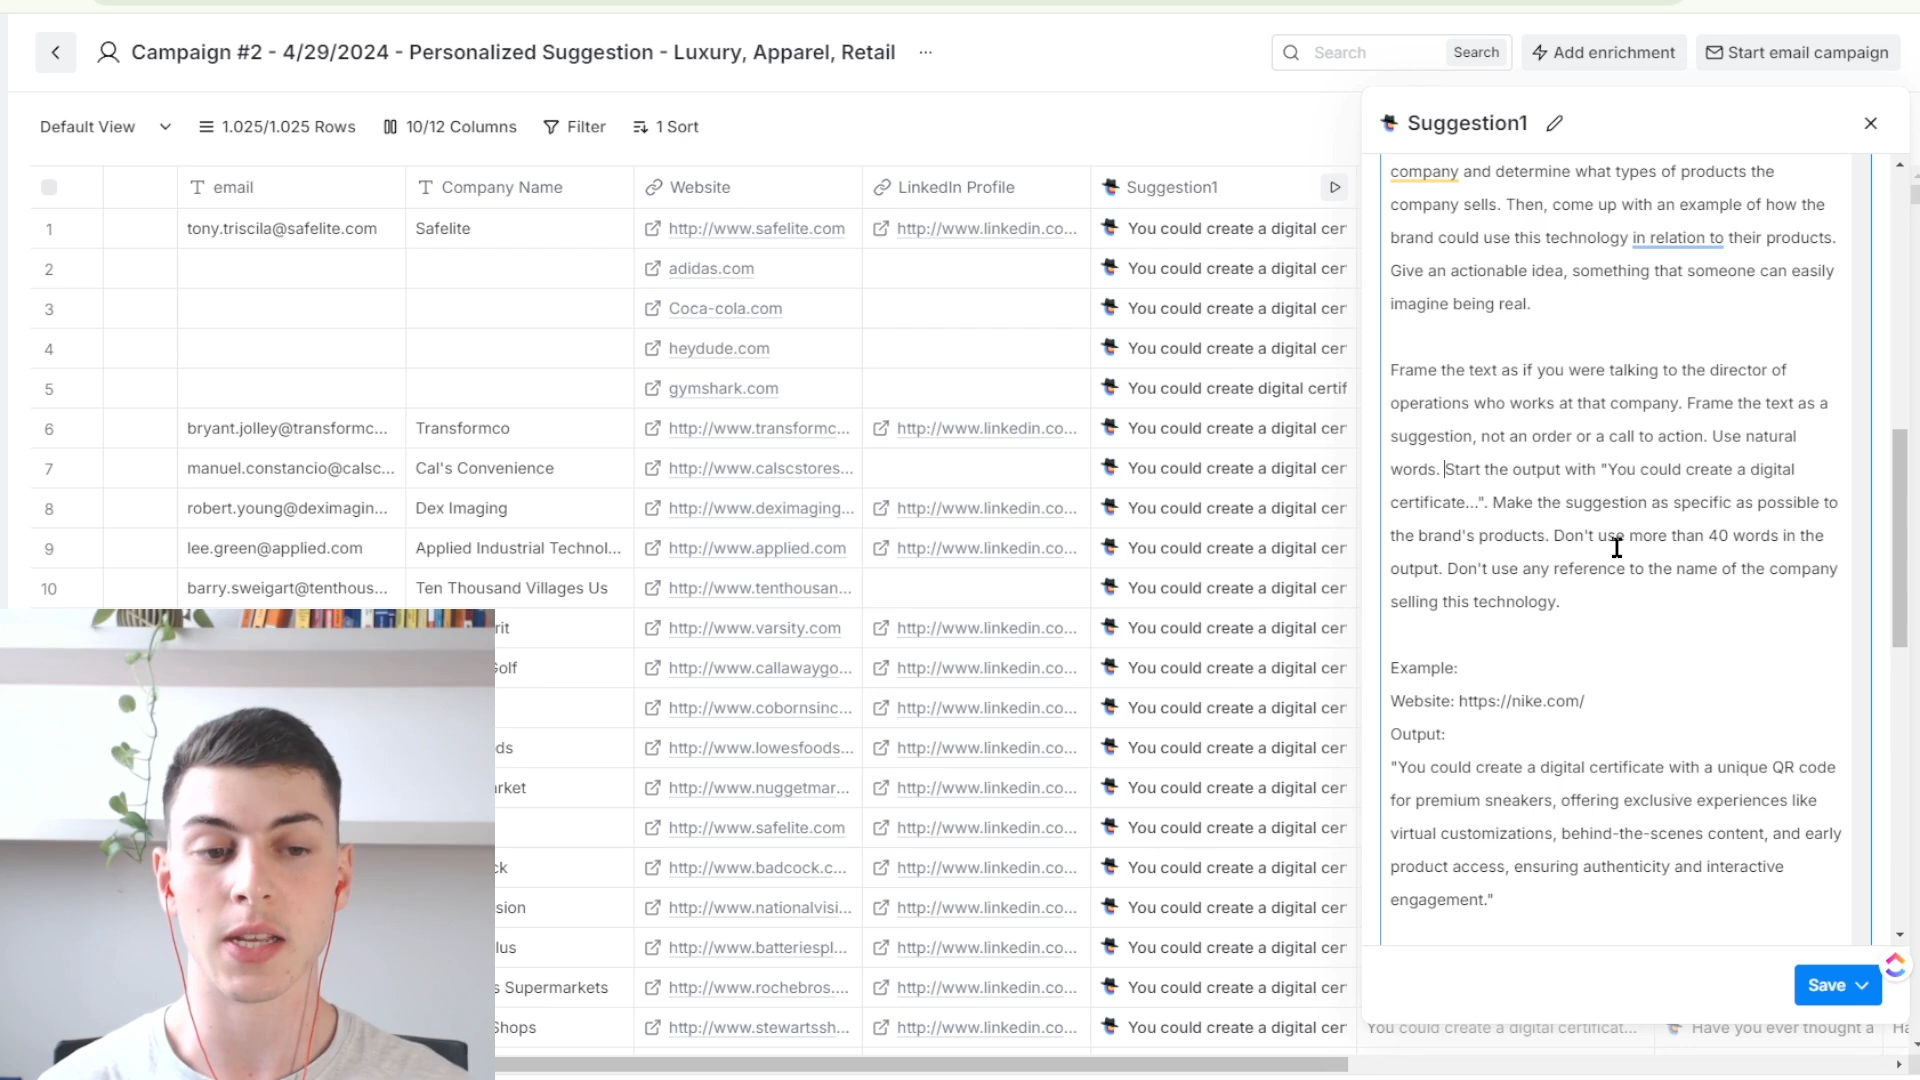 Campaign #2 - 4/29/2024 - Personalized Suggestion - Luxury, Apparel, Retail ...
Search Search
Add enrichment
Start email campaign
Default View
1.025/1.025 Rows
10/12 Columns
Filter
1 Sort
email Company Name Website LinkedIn Profile Suggestion1
1 tony.triscila@safelite.com Safelite http://www.safelite.com http://www.linkedin.co... You could create a digital cer
2 adidas.com You could create a digital cer
3 Coca-cola.com You could create a digital cer
4 heydude.com You could create a digital cer
5 gymshark.com You could create digital certif
6 bryant.jolley@transformc... Transformco http://www.transformc... http://www.linkedin.co... You could create a digital cer
7 manuel.constancio@calsc... Cal's Convenience http://www.calscstores... You could create a digital cer
8 robert.young@deximagin... Dex Imaging http://www.deximaging... http://www.linkedin.co... You could create a digital cer
9 lee.green@applied.com Applied Industrial Technol... http://www.applied.com http://www.linkedin.co... You could create a digital cer
10 barry.sweigart@tenthous... Ten Thousand Villages Us http://www.tenthousan... You could create a digital cer
rit http://www.varsity.com http://www.linkedin.co... You could create a digital cer
Golf http://www.callawaygo... http://www.linkedin.co... You could create a digital cer
http://www.cobornsinc... http://www.linkedin.co... You could create a digital cer
ds http://www.lowesfoods... http://www.linkedin.co... You could create a digital cer
rket http://www.nuggetmar... http://www.linkedin.co... You could create a digital cer
http://www.safelite.com http://www.linkedin.co... You could create a digital cer
ck http://www.badcock.c... http://www.linkedin.co... You could create a digital cer
sion http://www.nationalvisi... http://www.linkedin.co... You could create a digital cer
lus http://www.batteriespl... http://www.linkedin.co... You could create a digital cer
s Supermarkets http://www.rochebros.... http://www.linkedin.co... You could create a digital cer
Shops http://www.stewartssh... http://www.linkedin.co... You could create a digital cer
You could create a digital certificat... Have you ever thought a Ha
Suggestion1
company and determine what types of products the
company sells. Then, come up with an example of how the
brand could use this technology in relation to their products.
Give an actionable idea, something that someone can easily
imagine being real.
Frame the text as if you were talking to the director of
operations who works at that company. Frame the text as a
suggestion, not an order or a call to action. Use natural
words. Start the output with "You could create a digital
certificate...". Make the suggestion as specific as possible to
the brand's products. Don't use more than 40 words in the
output. Don't use any reference to the name of the company
selling this technology.
Example:
Website: https://nike.com/
Output:
"You could create a digital certificate with a unique QR code
for premium sneakers, offering exclusive experiences like
virtual customizations, behind-the-scenes content, and early
product access, ensuring authenticity and interactive
engagement."
Save